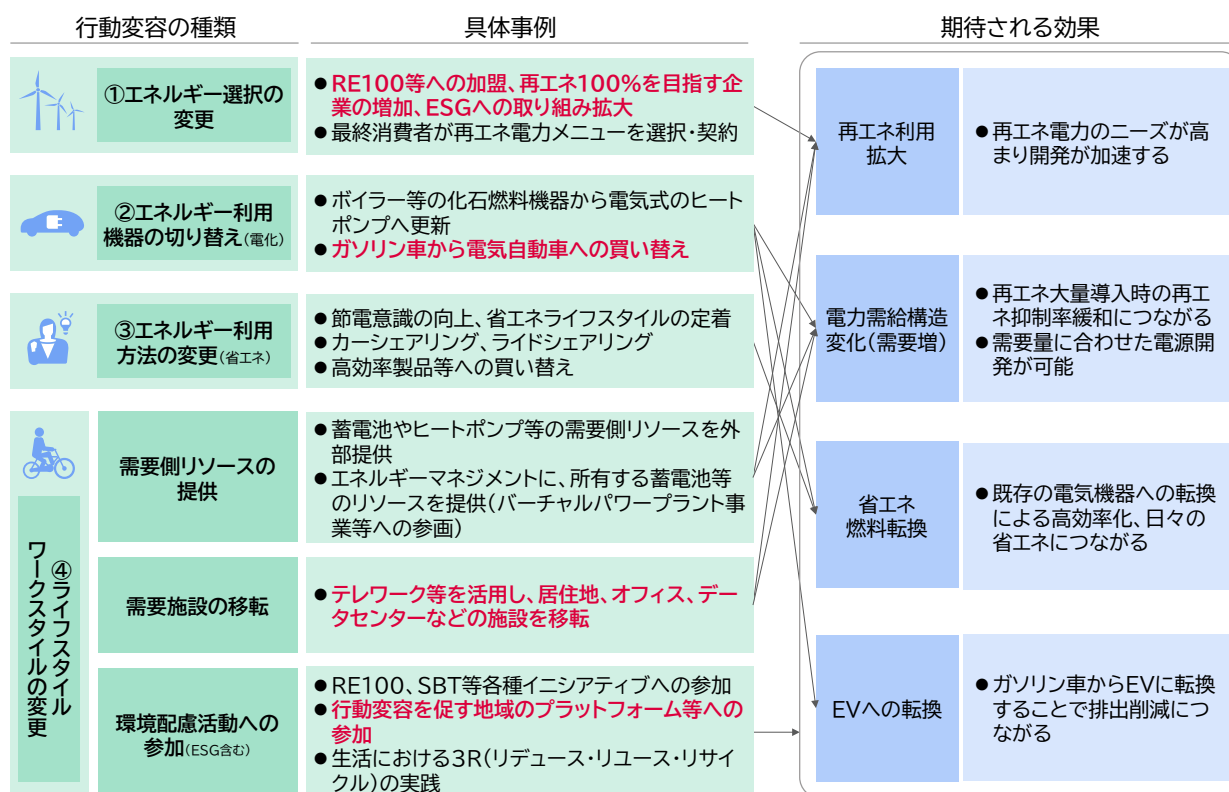 行動変容の種類
具体事例
期待される効果
①エネルギー選択の
変更
●RE100等への加盟、再エネ100%を目指す企
業の増加、ESGへの取り組み拡大
●最終消費者が再エネ電力メニューを選択・契約
②エネルギー利用
機器の切り替え(電化)
●ボイラー等の化石燃料機器から電気式のヒート
ポンプへ更新
●ガソリン車から電気自動車への買い替え
③エネルギー利用
方法の変更(省エネ)
●節電意識の向上、省エネライフスタイルの定着
●カーシェアリング、ライドシェアリング
●高効率製品等への買い替え
④ライフスタイル
ワークスタイルの変更
需要側リソースの
提供
●蓄電池やヒートポンプ等の需要側リソースを外
部提供
●エネルギーマネジメントに、所有する蓄電池等
のリソースを提供(バーチャルパワープラント事
業等への参画)
需要施設の移転
●テレワーク等を活用し、居住地、オフィス、デー
タセンターなどの施設を移転
環境配慮活動への
参加(ESG含む)
●RE100、SBT等各種イニシアティブへの参加
●行動変容を促す地域のプラットフォーム等への
参加
●生活における3R(リデュース・リユース・リサイ
クル)の実践
再エネ利用
拡大
●再エネ電力のニーズが高
まり開発が加速する
電力需給構造
変化(需要増)
●再エネ大量導入時の再エ
ネ抑制率緩和につながる
●需要量に合わせた電源開
発が可能
省エネ
燃料転換
●既存の電気機器への転換
による高効率化、日々の
省エネにつながる
EVへの転換
●ガソリン車からEVに転換
することで排出削減につ
ながる